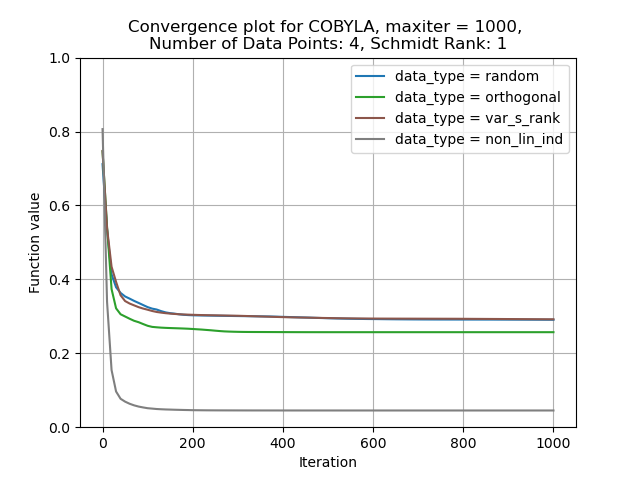 Convergence plot for COBYLA, maxiter = 1000,
Number of Data Points: 4, Schmidt Rank: 1
data_type = random
data_type = orthogonal
data_type = var_s_rank
data_type = non_lin_ind
Function value
1.0
0.8
0.6
0.4
0.2
0.0
0 200 400 600 800 1000
Iteration